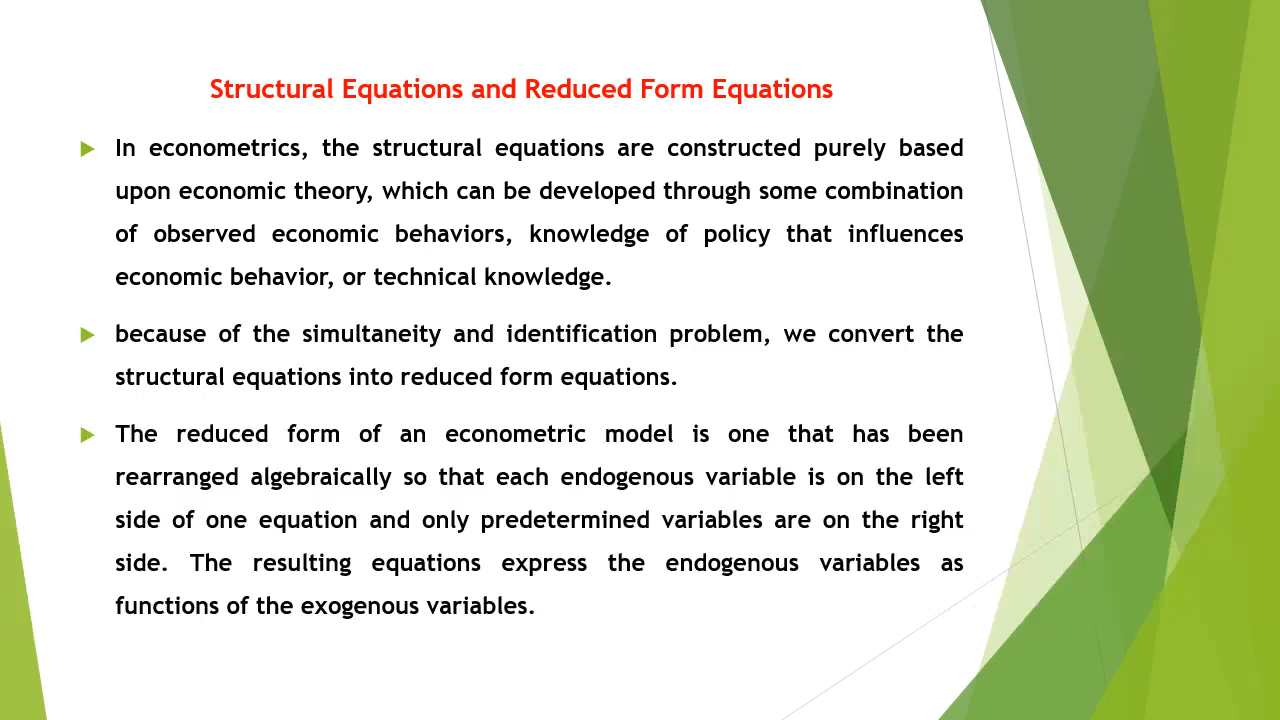 Structural Equations and Reduced Form Equations
In econometrics, the structural equations are constructed purely based
upon economic theory, which can be developed through some combination
of observed economic behaviors, knowledge of policy that influences
economic behavior, or technical knowledge.
because of the simultaneity and identification problem, we convert the
structural equations into reduced form equations.
The reduced form of an econometric model is one that has been
rearranged algebraically so that each endogenous variable is on the left
side of one equation and only predetermined variables are on the right
side. The resulting equations express the endogenous variables as
functions of the exogenous variables.